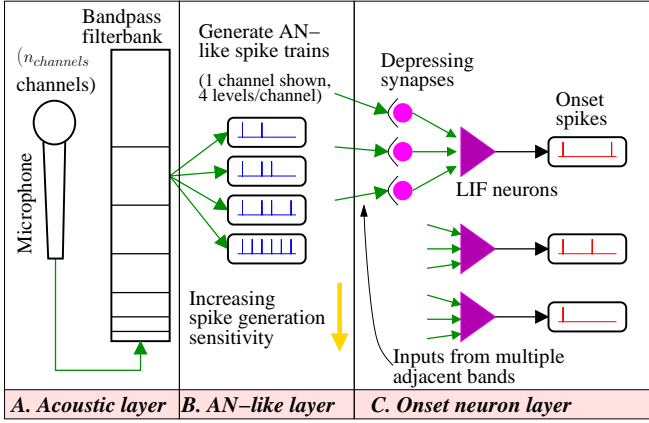 Bandpass
filterbank
(n_channels
channels)
Microphone
Generate AN−
like spike trains
(1 channel shown,
4 levels/channel)
Increasing
spike generation
sensitivity
Depressing
synapses
Onset
spikes
LIF neurons
Inputs from multiple
adjacent bands
A. Acoustic layer
B. AN−like layer
C. Onset neuron layer